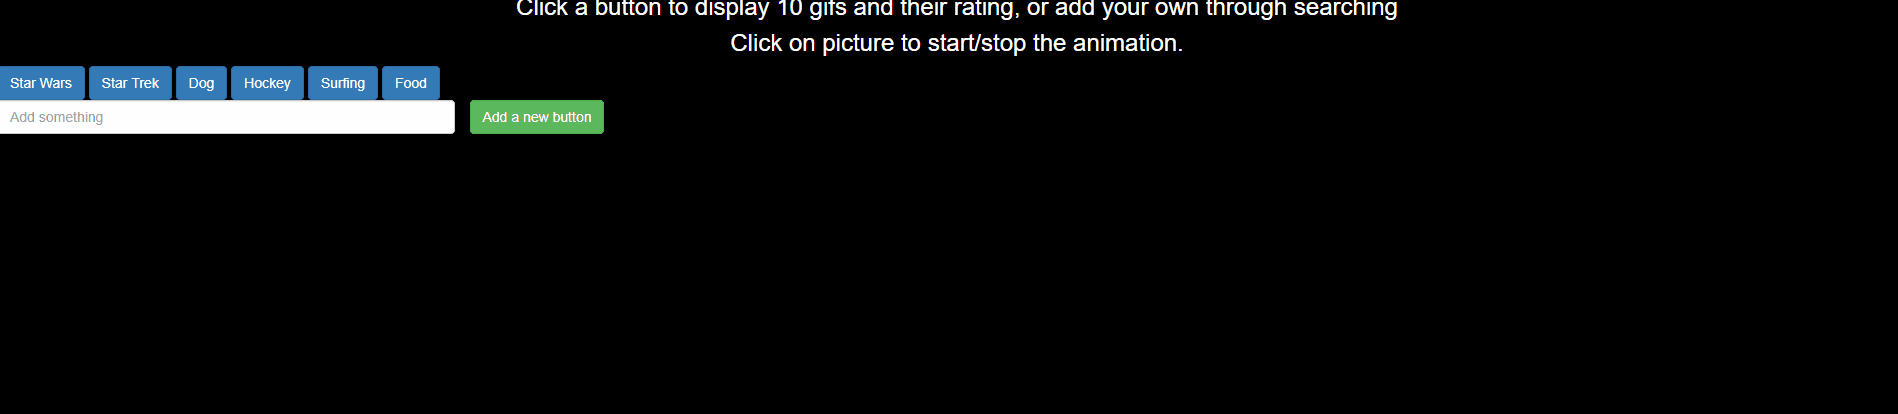 Click a button to display 10 gifs and their rating, or add your own through searching
Click on picture to start/stop the animation.
Star Wars Star Trek Dog Hockey Surfing Food
Add something Add a new button